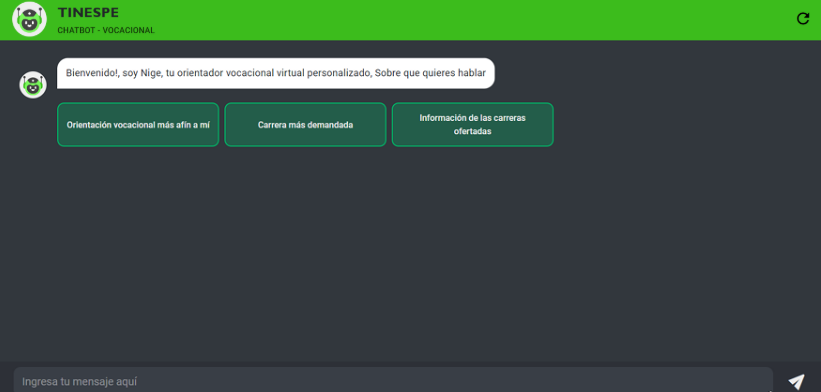 TINESPE
CHATBOT - VOCACIONAL
Bienvenido!, soy Nige, tu orientador vocacional virtual personalizado, Sobre que quieres hablar
Orientación vocacional más afín a mí
Carrera más demandada
Información de las carreras
ofertadas
Ingresa tu mensaje aquí